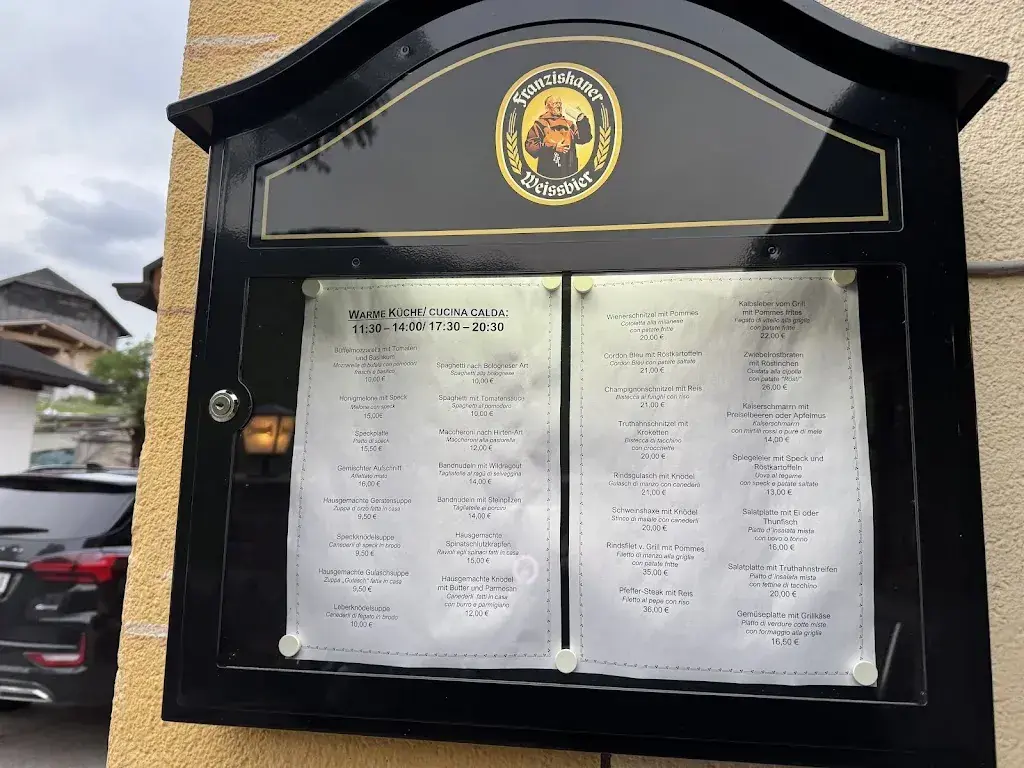 Franziskaner
Weissbier
WARME KÜCHE/ CUCINA CALDA:
11:30 – 14:00/ 17:30 – 20:30
Büffelmozzarella mit Tomaten
und Basilikum
Mozzarella di bufala con pomodoro
fresco e basilico
10,00 €
Honigmelone mit Speck
Melone con speck
15,00€
Speckplatte
Piatto di speck
15,50 €
Gemischter Aufschnitt
Affettato misto
16,00 €
Hausgemachte Gerstensuppe
Zuppa d´orzo fatta in casa
9,50 €
Speckknödelsuppe
Canederli di speck in brodo
9,50 €
Hausgemachte Gulaschsuppe
Zuppa „Gulasch" fatta in casa
9,50 €
Leberknödelsuppe
Canederli di fegato in brodo
10,00 €
Spaghetti nach Bologneser Art
Spaghetti alla bolognese
10,00 €
Spaghetti mit Tomatensauce
Spaghetti al pomodoro
10,00 €
Maccheroni nach Hirten-Art
Maccheroni alla pastorella
12,00 €
Bandnudeln mit Wildragout
Tagliatelle al ragù di selvaggina
14,00 €
Bandnudeln mit Steinpilzen
Tagliatelle ai porcini
14,00 €
Hausgemachte
Spinatschlutzkrapfen
Ravioli agli spinaci fatti in casa
15,00 €
Hausgemachte Knödel
mit Butter und Parmesan
Canederli fatti in casa
con burro e parmigiano
12,00 €
Wienerschnitzel mit Pommes
Costoletta alla milanese
con patate fritte
20,00 €
Cordon Bleu mit Röstkartoffeln
Cordon Bleu con patate saltate
21,00 €
Champignonschnitzel mit Reis
Bistecca ai funghi con riso
21,00 €
Truthahnschnitzel mit
Kroketten
Bistecca di tacchino
con crocchette
20,00 €
Rindsgulasch mit Knödel
Gulasch di manzo con canederli
21,00 €
Schweinshaxe mit Knödel
Stinco di maiale con canederli
20,00 €
Rindsfilet v. Grill mit Pommes
Filetto di manzo alla griglia
con patate fritte
35,00 €
Pfeffer-Steak mit Reis
Filetto al pepe con riso
36,00 €
Kalbsleber vom Grill
mit Pommes frites
Fegato di vitello alla griglia
con patate fritte
22,00 €
Zwiebelrostbraten
mit Röstinchen
Costata alla cipolla
con patate "Rösti"
26,00 €
Kaiserschmarrn mit
Preiselbeeren oder Apfelmus
Kaiserschmarrn
con mirtilli rossi o purè di mele
14,00 €
Spiegeleier mit Speck und
Röstkartoffeln
Uova al tegame
con speck e patate saltate
13,00 €
Salatplatte mit Ei oder
Thunfisch
Piatto d´insalata mista
con uovo o tonno
16,00 €
Salatplatte mit Truthahnstreifen
Piatto d´insalata mista
con fettine di tacchino
20,00 €
Gemüseplatte mit Grillkäse
Piatto di verdure cotte miste
con formaggio alla griglia
16,50 €